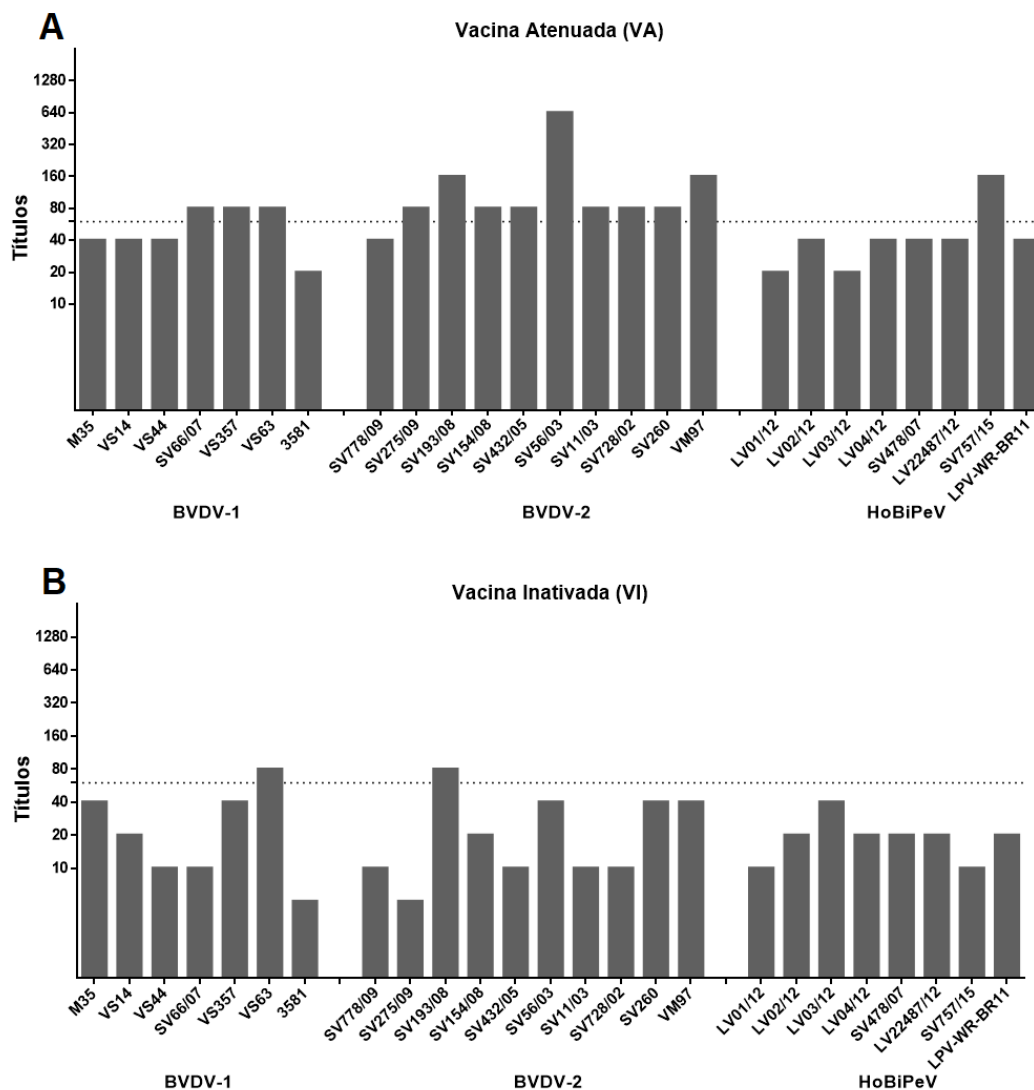 A
Vacina Atenuada (VA)
Títulos
1280
640
320
160
80
40
20
10
M35
VS14
VS44
SV66/07
VS357
VS63
3581
SV778/09
SV275/09
SV193/08
SV154/08
SV432/05
SV56/03
SV11/03
SV728/02
SV260
VM97
LV01/12
LV02/12
LV03/12
LV04/12
SV478/07
LV22487/12
SV757/15
LPV-WR-BR11
BVDV-1
BVDV-2
HoBiPeV
B
Vacina Inativada (VI)
Títulos
1280
640
320
160
80
40
20
10
M35
VS14
VS44
SV66/07
VS357
VS63
3581
SV778/09
SV275/09
SV193/08
SV154/08
SV432/05
SV56/03
SV11/03
SV728/02
SV260
VM97
LV01/12
LV02/12
LV03/12
LV04/12
SV478/07
LV22487/12
SV757/15
LPV-WR-BR11
BVDV-1
BVDV-2
HoBiPeV